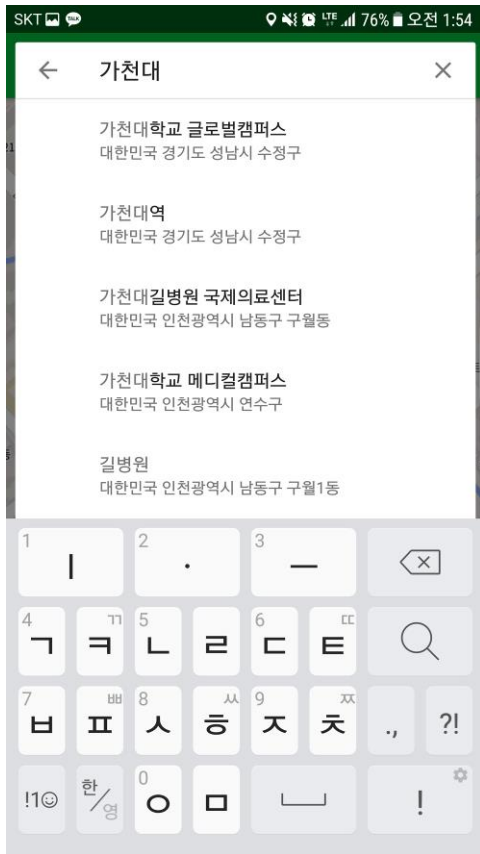 SKT TALK LTE 76% 오전 1:54
가천대
21
가천대학교 글로벌캠퍼스
대한민국 경기도 성남시 수정구
가천대역
대한민국 경기도 성남시 수정구
가천대길병원 국제의료센터
대한민국 인천광역시 남동구 구월동
가천대학교 메디컬캠퍼스
대한민국 인천광역시 연수구
길병원
대한민국 인천광역시 남동구 구월1동
1 ㅣ 2 · 3 ㅡ
4 ㄱ ㄲ ㅋ 5 ㄴ ㄹ 6 ㄷ ㄸ ㅌ
7 ㅂ ㅃ ㅍ 8 ㅅ ㅆ ㅎ 9 ㅈ ㅉ ㅊ ., ?!
!1☺ 한/영 0 ㅇ ㅁ !